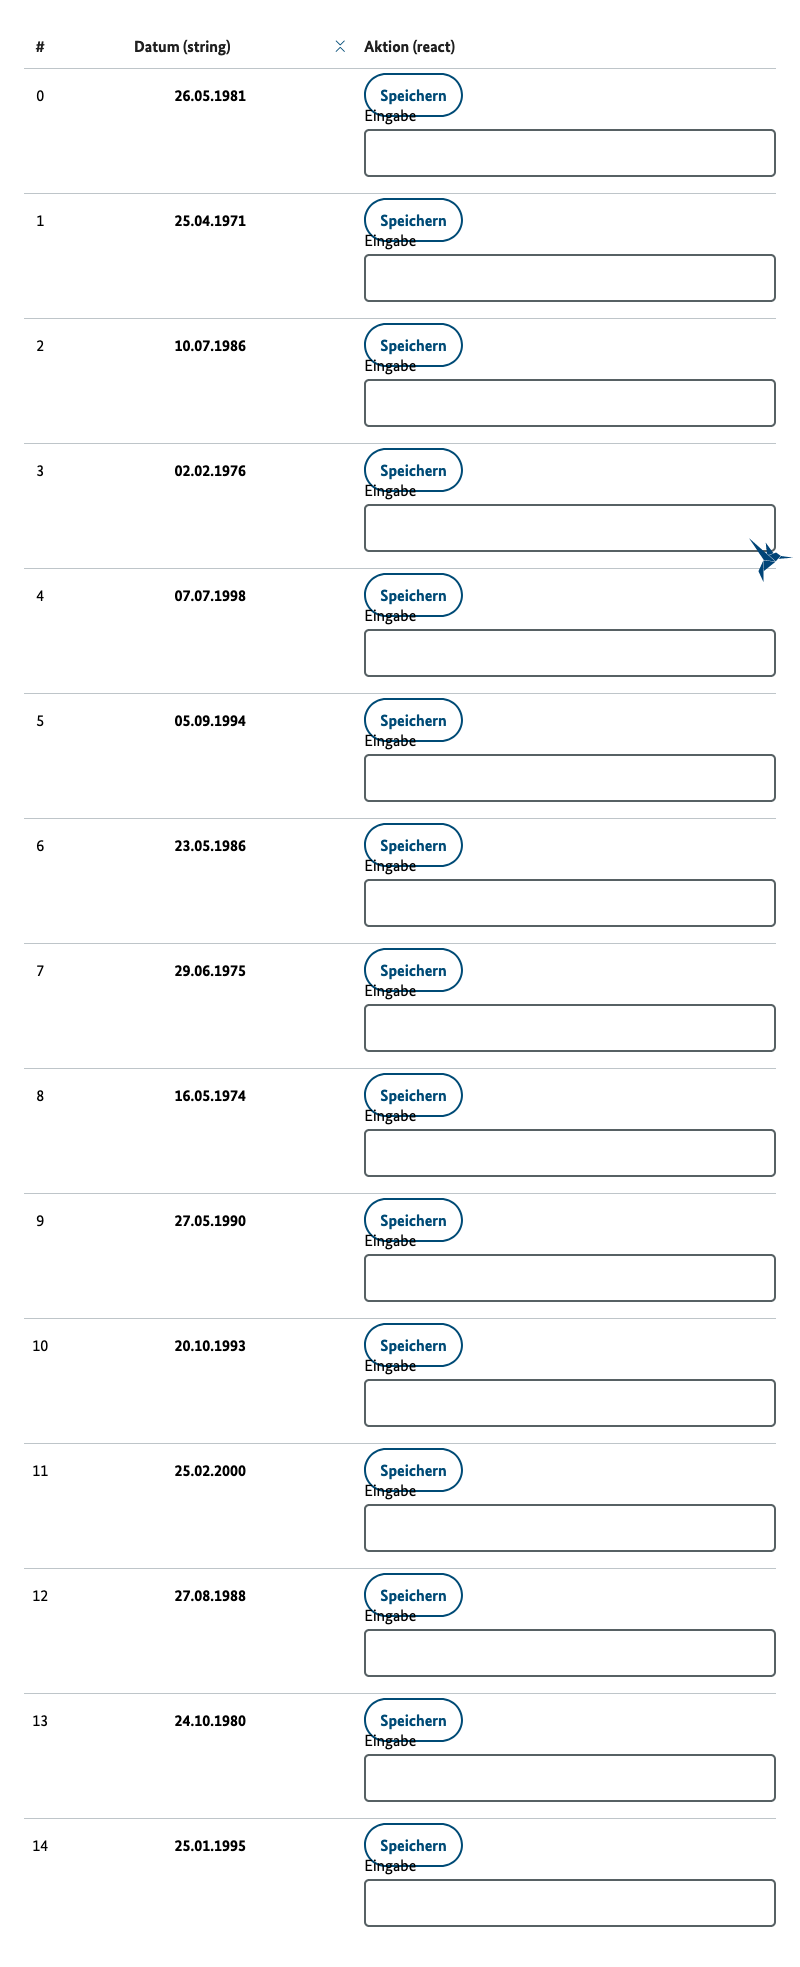 # Datum (string) Aktion (react)
0 26.05.1981 Speichern
Eingabe
1 25.04.1971 Speichern
Eingabe
2 10.07.1986 Speichern
Eingabe
3 02.02.1976 Speichern
Eingabe
4 07.07.1998 Speichern
Eingabe
5 05.09.1994 Speichern
Eingabe
6 23.05.1986 Speichern
Eingabe
7 29.06.1975 Speichern
Eingabe
8 16.05.1974 Speichern
Eingabe
9 27.05.1990 Speichern
Eingabe
10 20.10.1993 Speichern
Eingabe
11 25.02.2000 Speichern
Eingabe
12 27.08.1988 Speichern
Eingabe
13 24.10.1980 Speichern
Eingabe
14 25.01.1995 Speichern
Eingabe